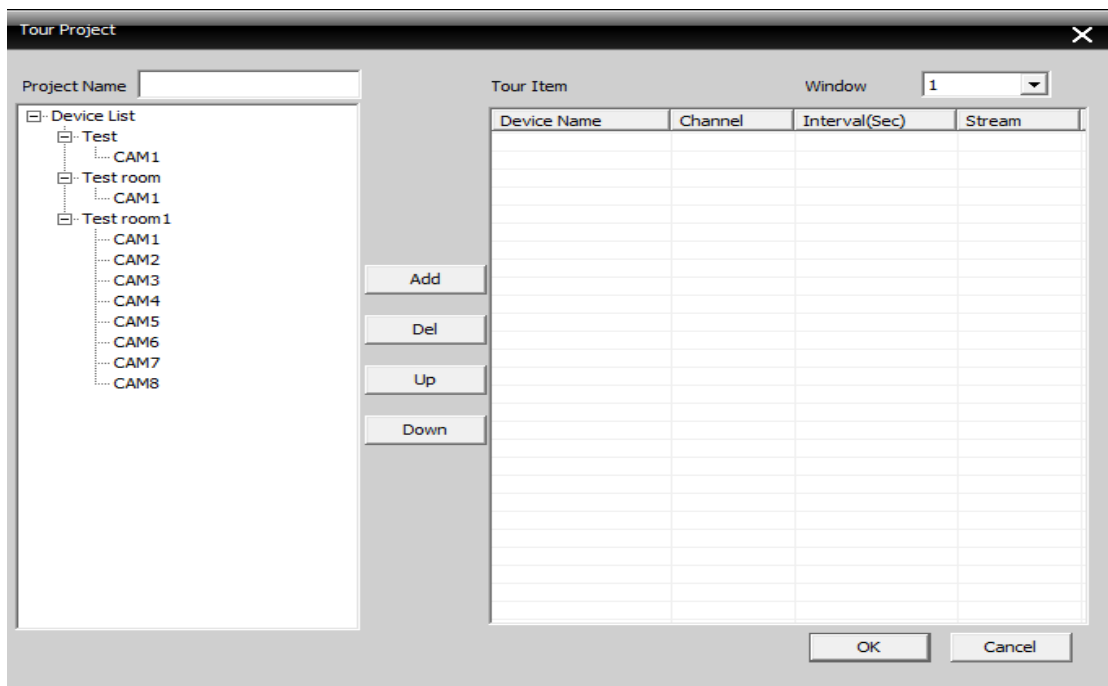 Tour Project
Project Name
Tour Item
Window
1
Device List
Test
CAM1
Test room
CAM1
Test room1
CAM1
CAM2
CAM3
CAM4
CAM5
CAM6
CAM7
CAM8
Add
Del
Up
Down
Device Name Channel Interval(Sec) Stream
OK Cancel